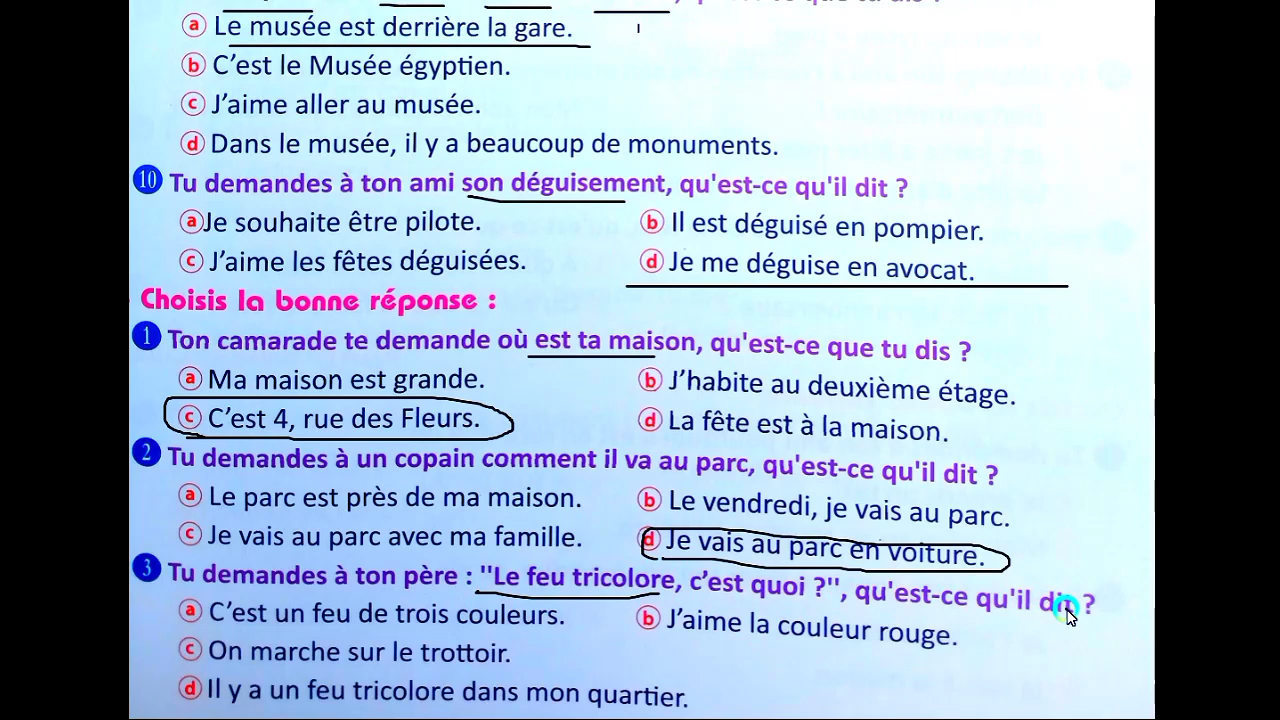 a Le musée est derrière la gare.
b C'est le Musée égyptien.
c J'aime aller au musée.
d Dans le musée, il y a beaucoup de monuments.
10 Tu demandes à ton ami son déguisement, qu'est-ce qu'il dit ?
a Je souhaite être pilote. b Il est déguisé en pompier.
c J'aime les fêtes déguisées. d Je me déguise en avocat.
Choisis la bonne réponse :
1 Ton camarade te demande où est ta maison, qu'est-ce que tu dis ?
a Ma maison est grande. b J'habite au deuxième étage.
c C'est 4, rue des Fleurs. d La fête est à la maison.
2 Tu demandes à un copain comment il va au parc, qu'est-ce qu'il dit ?
a Le parc est près de ma maison. b Le vendredi, je vais au parc.
c Je vais au parc avec ma famille. d Je vais au parc en voiture.
3 Tu demandes à ton père : "Le feu tricolore, c'est quoi ?", qu'est-ce qu'il dit ?
a C'est un feu de trois couleurs. b J'aime la couleur rouge.
c On marche sur le trottoir.
d Il y a un feu tricolore dans mon quartier.